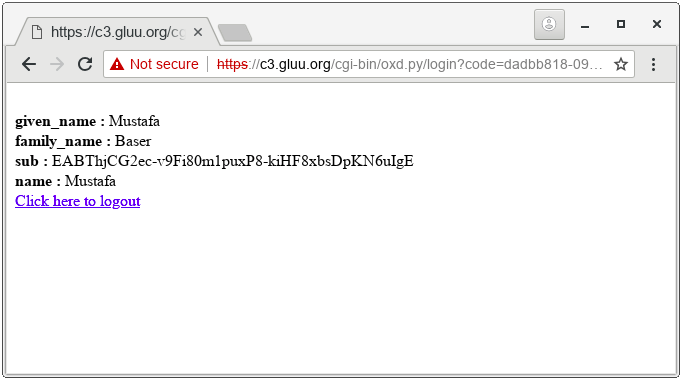 https://c3.gluu.org/cg
Not secure https://c3.gluu.org/cgi-bin/oxd.py/login?code=dadbb818-09...
given_name : Mustafa
family_name : Baser
sub : EABThjCG2ec-v9Fi80m1puxP8-kiHF8xbsDpKN6uIgE
name : Mustafa
Click here to logout